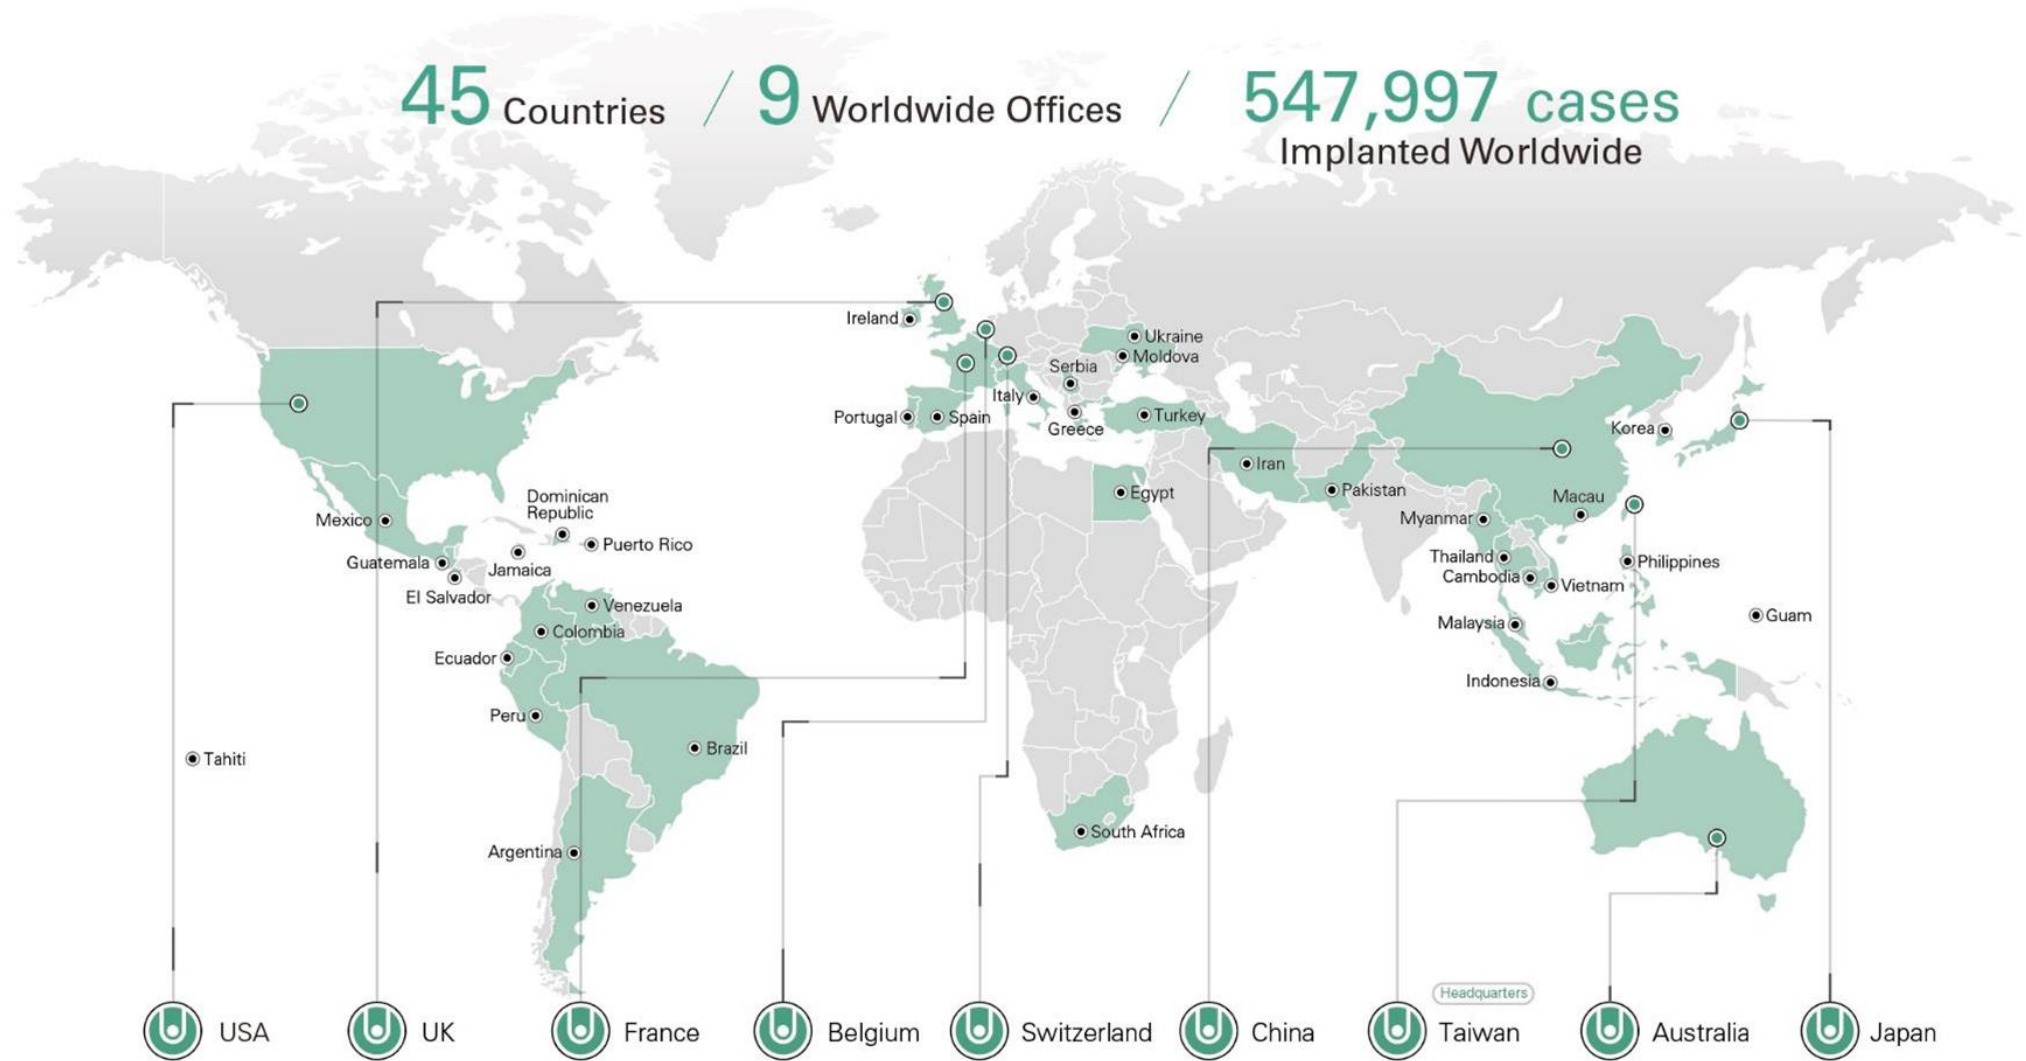 45 Countries / 9 Worldwide Offices / 547,997 cases
Implanted Worldwide
Ireland
Ukraine
Moldova
Serbia
Italy
Portugal
Spain
Greece
Turkey
Korea
Iran
Egypt
Pakistan
Macau
Myanmar
Mexico
Dominican
Republic
Puerto Rico
Guatemala
Jamaica
El Salvador
Thailand
Philippines
Cambodia
Vietnam
Venezuela
Colombia
Malaysia
Guam
Ecuador
Indonesia
Peru
Brazil
Tahiti
South Africa
Argentina
Headquarters
USA
UK
France
Belgium
Switzerland
China
Taiwan
Australia
Japan